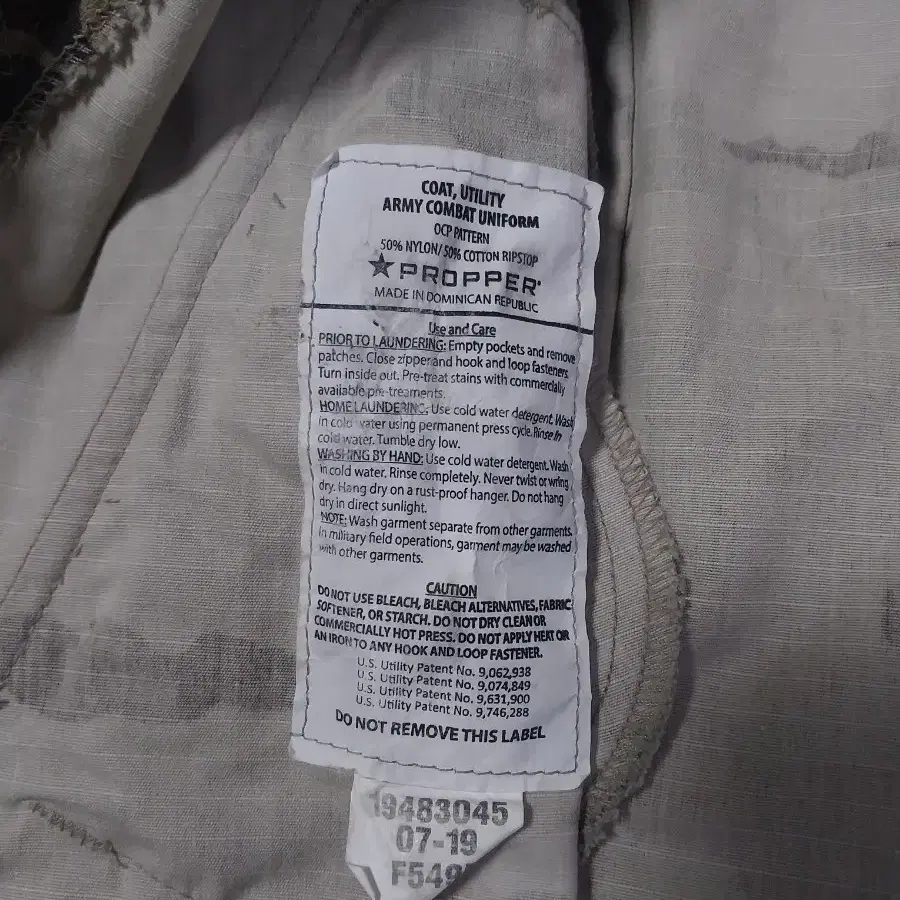 COAT, UTILITY
ARMY COMBAT UNIFORM
OCP PATTERN
50% NYLON/50% COTTON RIPSTOP
PROPPER
MADE IN DOMINICAN REPUBLIC
Use and Care
PRIOR TO LAUNDERING: Empty pockets and remove
patches. Close zipper and hook and loop fasteners.
Turn inside out. Pre-treat stains with commercially
available pre-treaments.
HOME LAUNDERING: Use cold water detergent. Wash
in cold water using permanent press cycle. Rinse in
cold water. Tumble dry low.
WASHING BY HAND: Use cold water detergent. Wash
in cold water. Rinse completely. Never twist or wring
dry. Hang dry on a rust-proof hanger. Do not hang
dry in direct sunlight.
NOTE: Wash garment separate from other garments.
In military field operations, garment may be washed
with other garments.
CAUTION
DO NOT USE BLEACH, BLEACH ALTERNATIVES, FABRIC
SOFTENER, OR STARCH. DO NOT DRY CLEAN OR
COMMERCIALLY HOT PRESS. DO NOT APPLY HEAT OR
AN IRON TO ANY HOOK AND LOOP FASTENER.
U.S. Utility Patent No. 9,062,938
U.S. Utility Patent No. 9,074,849
U.S. Utility Patent No. 9,631,900
U.S. Utility Patent No. 9,746,288
DO NOT REMOVE THIS LABEL
19483045
07-19